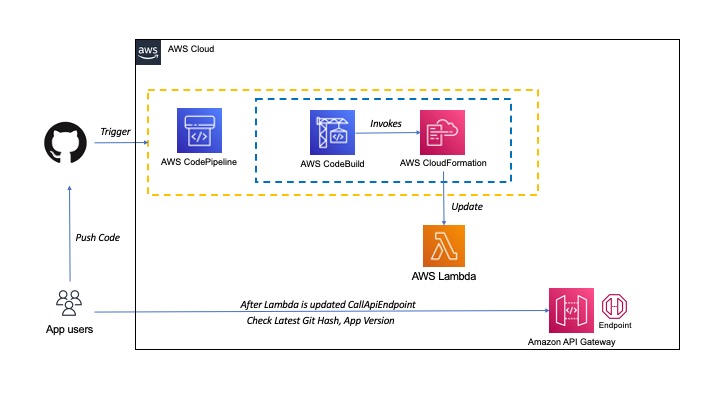 aws
AWS Cloud
Trigger
AWS CodePipeline
AWS CodeBuild
Invokes
AWS CloudFormation
Update
Push Code
AWS Lambda
App users
After Lambda is updated CallApiEndpoint
Check Latest Git Hash, App Version
Endpoint
Amazon API Gateway